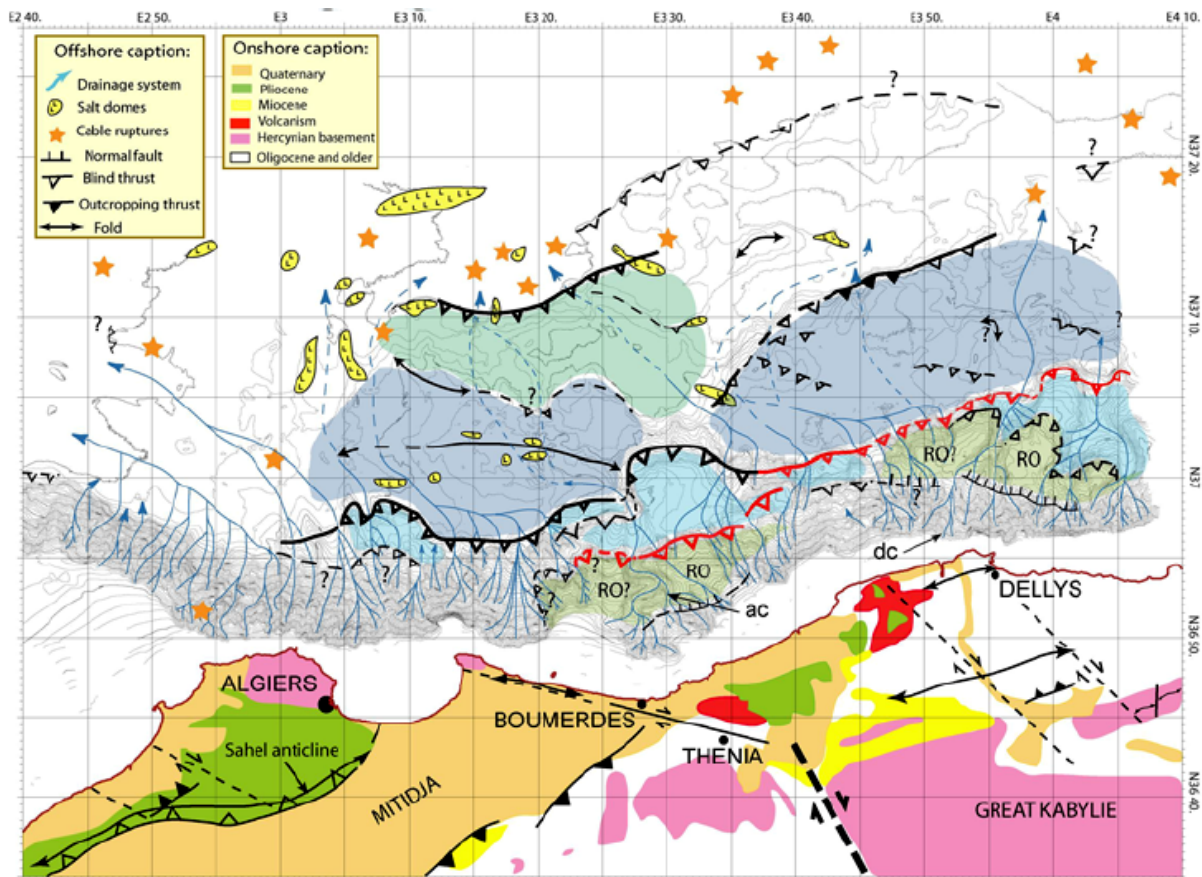 E2 40. E2 50. E3 E3 10. E3 20. E3 30. E3 40. E3 50. E4 E4 10.
Offshore caption:
Drainage system
Salt domes
Cable ruptures
Normal fault
Blind thrust
Outcropping thrust
Fold
Onshore caption:
Quaternary
Pliocene
Miocene
Volcanism
Hercynian basement
Oligocene and older
?
?
N37 20.
?
?
N37 10.
?
?
?
RO?
RO
N37
?
?
?
?
dc
RO?
RO
?
ac
DELLYS
N36 50.
ALGIERS
BOUMERDES
Sahel anticline
THENIA
MITIDJA
N36 40.
GREAT KABYLIE